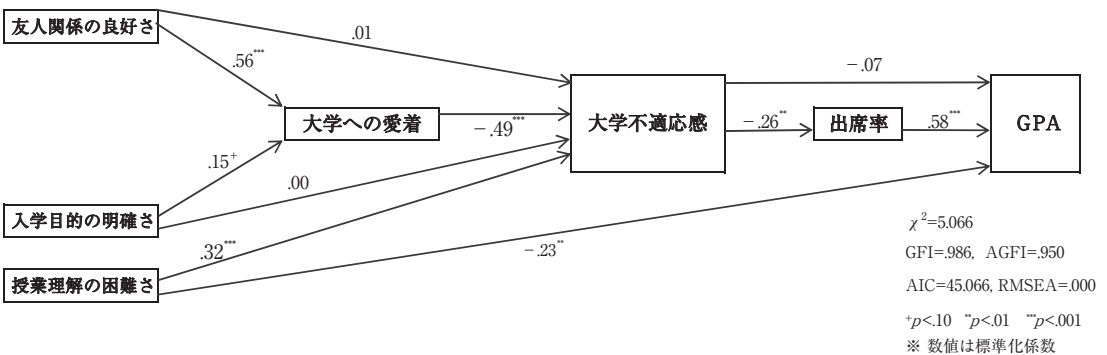 友人関係の良好さ
.01
.56***
−.07
大学への愛着
−.49***
大学不適応感
−.26**
出席率
.58***
GPA
.15+
.00
入学目的の明確さ
.32***
−.23**
授業理解の困難さ
χ²=5.066
GFI=.986, AGFI=.950
AIC=45.066, RMSEA=.000
+p<.10 **p<.01 ***p<.001
※ 数値は標準化係数